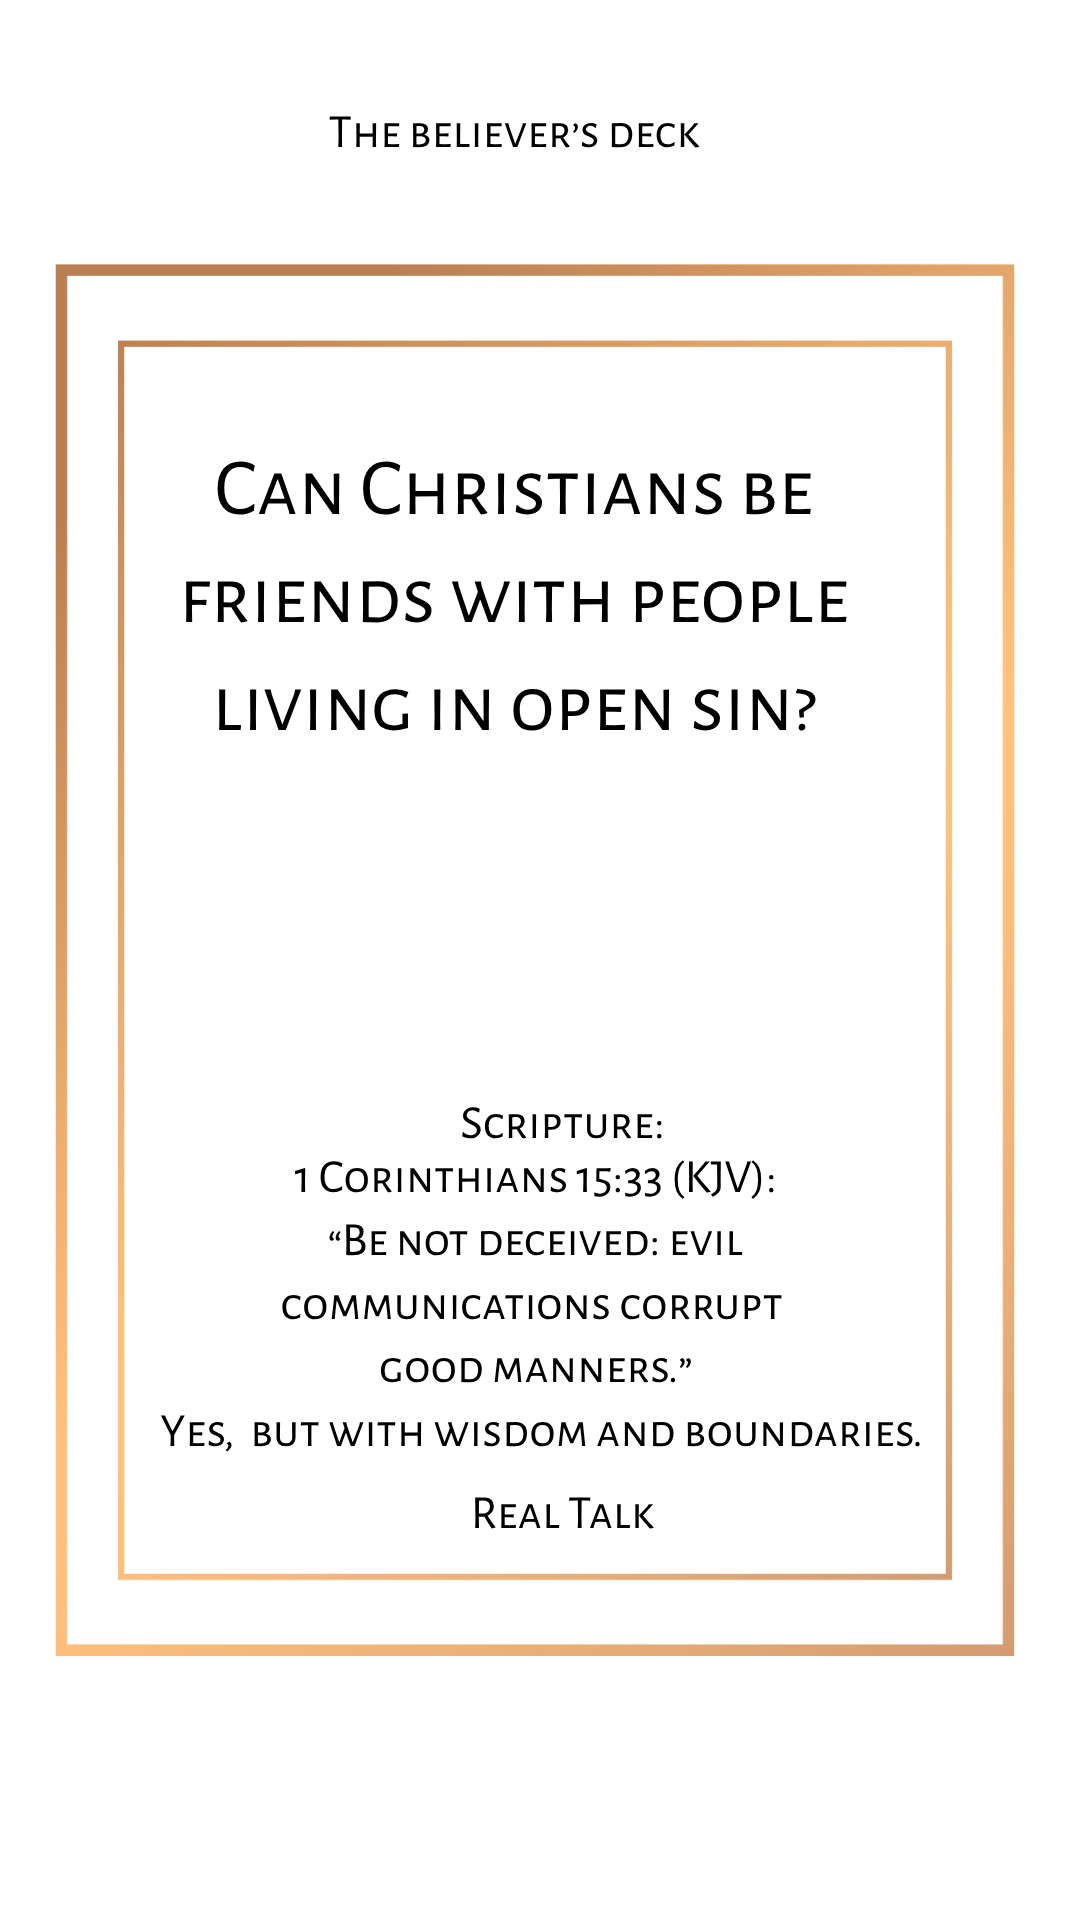 The believer’s deck
Can Christians be
friends with people
living in open sin?
Scripture:
1 Corinthians 15:33 (KJV):
“Be not deceived: evil
communications corrupt
good manners.”
Yes,  but with wisdom and boundaries.
Real Talk